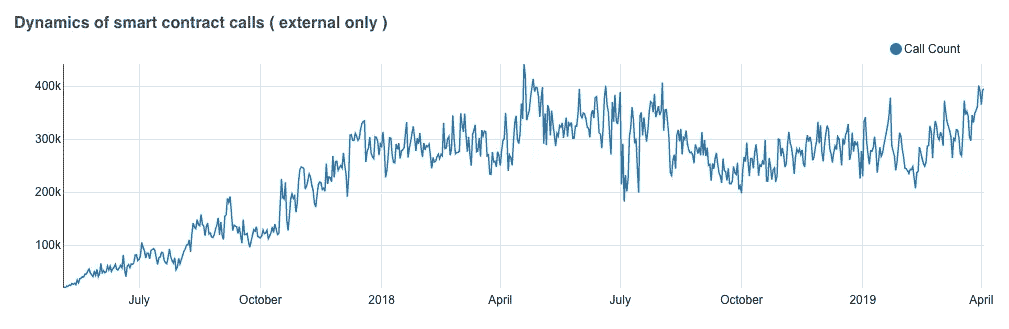 Dynamics of smart contract calls ( external only )
Call Count
400k
300k
200k
100k
July October 2018 April July October 2019 April